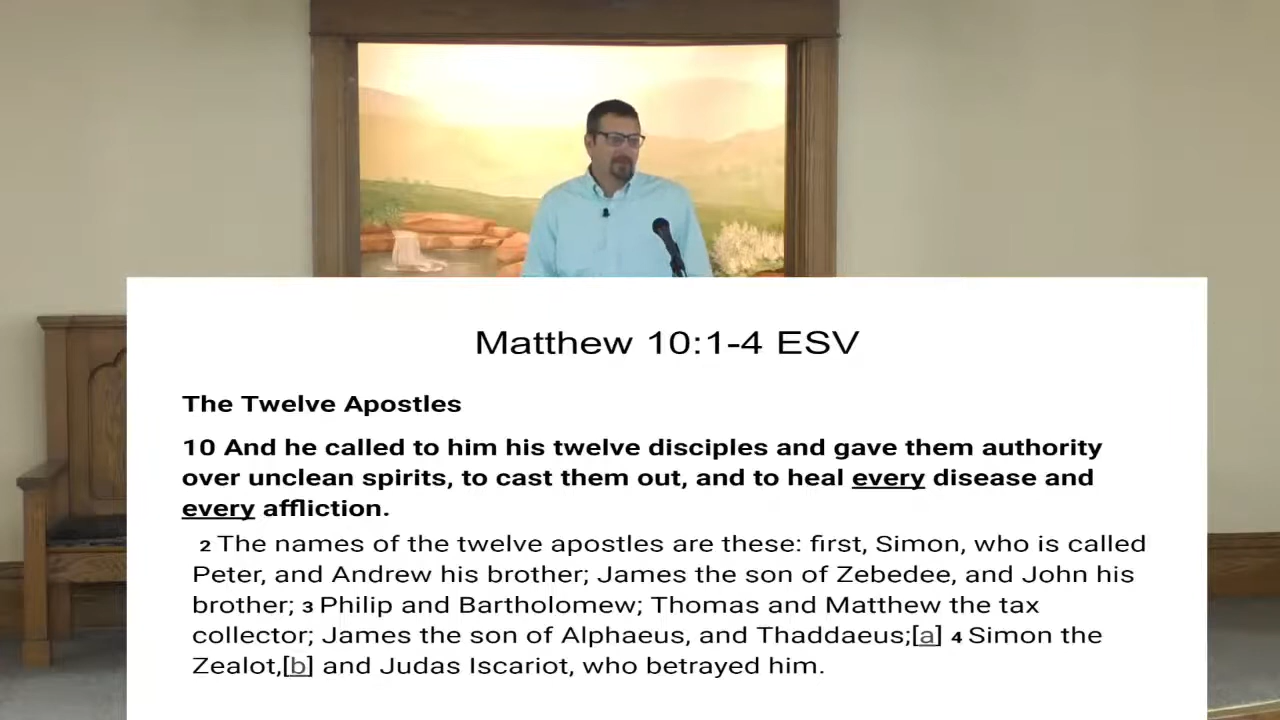 Matthew 10:1-4 ESV
The Twelve Apostles
10 And he called to him his twelve disciples and gave them authority
over unclean spirits, to cast them out, and to heal every disease and
every affliction.
2 The names of the twelve apostles are these: first, Simon, who is called
Peter, and Andrew his brother; James the son of Zebedee, and John his
brother; 3 Philip and Bartholomew; Thomas and Matthew the tax
collector; James the son of Alphaeus, and Thaddaeus;[a] 4 Simon the
Zealot,[b] and Judas Iscariot, who betrayed him.